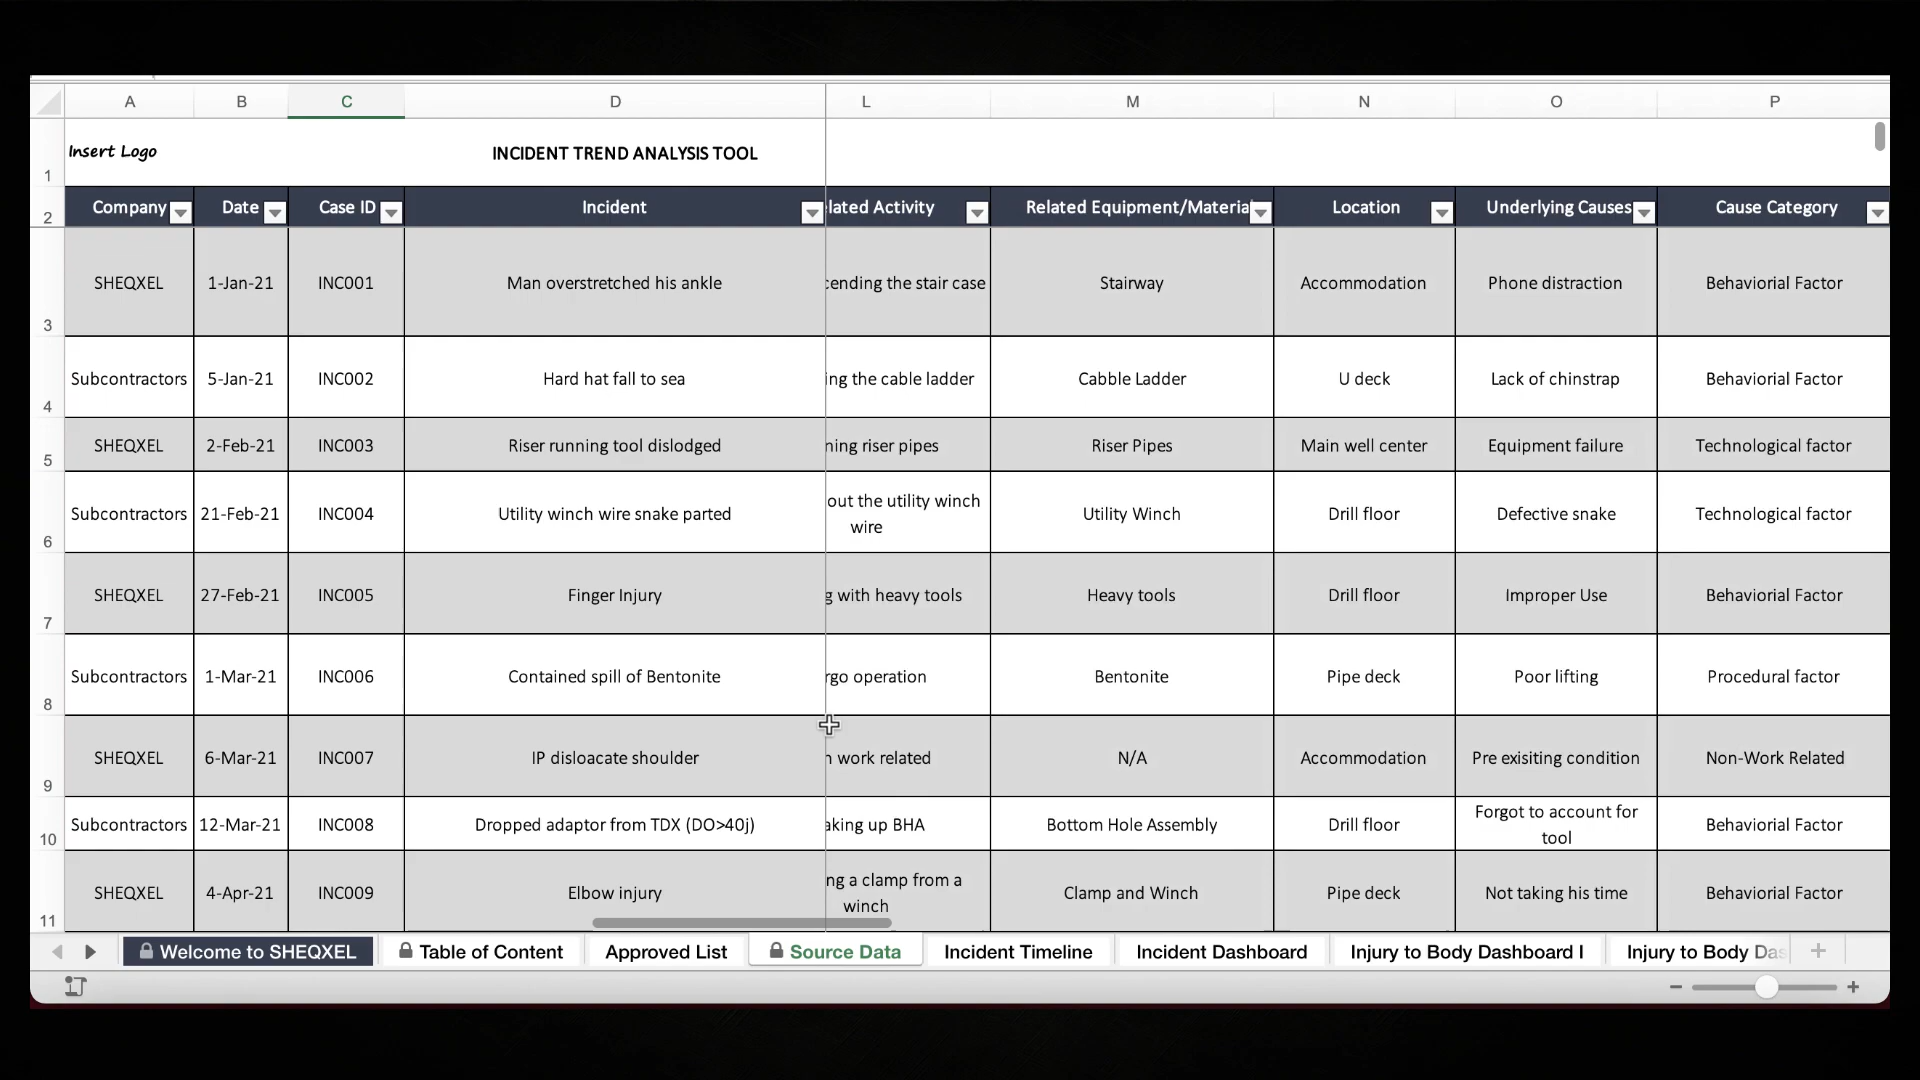 A B C D L M N O P
1 Insert Logo INCIDENT TREND ANALYSIS TOOL
2 Company Date Case ID Incident lated Activity Related Equipment/Materia Location Underlying Causes Cause Category
3 SHEQXEL 1-Jan-21 INC001 Man overstretched his ankle cending the stair case Stairway Accommodation Phone distraction Behaviorial Factor
4 Subcontractors 5-Jan-21 INC002 Hard hat fall to sea ing the cable ladder Cabble Ladder U deck Lack of chinstrap Behaviorial Factor
5 SHEQXEL 2-Feb-21 INC003 Riser running tool dislodged ning riser pipes Riser Pipes Main well center Equipment failure Technological factor
6 Subcontractors 21-Feb-21 INC004 Utility winch wire snake parted out the utility winch wire Utility Winch Drill floor Defective snake Technological factor
7 SHEQXEL 27-Feb-21 INC005 Finger Injury g with heavy tools Heavy tools Drill floor Improper Use Behaviorial Factor
8 Subcontractors 1-Mar-21 INC006 Contained spill of Bentonite rgo operation Bentonite Pipe deck Poor lifting Procedural factor
9 SHEQXEL 6-Mar-21 INC007 IP disloacate shoulder n work related N/A Accommodation Pre exisiting condition Non-Work Related
10 Subcontractors 12-Mar-21 INC008 Dropped adaptor from TDX (DO>40j) aking up BHA Bottom Hole Assembly Drill floor Forgot to account for tool Behaviorial Factor
11 SHEQXEL 4-Apr-21 INC009 Elbow injury ng a clamp from a winch Clamp and Winch Pipe deck Not taking his time Behaviorial Factor
Welcome to SHEQXEL Table of Content Approved List Source Data Incident Timeline Incident Dashboard Injury to Body Dashboard I Injury to Body Das